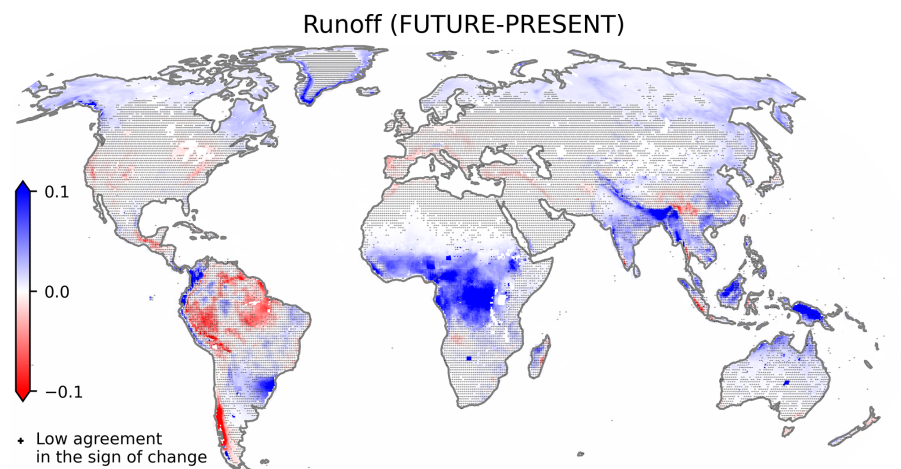 Runoff (FUTURE-PRESENT)
0.1
0.0
−0.1
Low agreement
in the sign of change